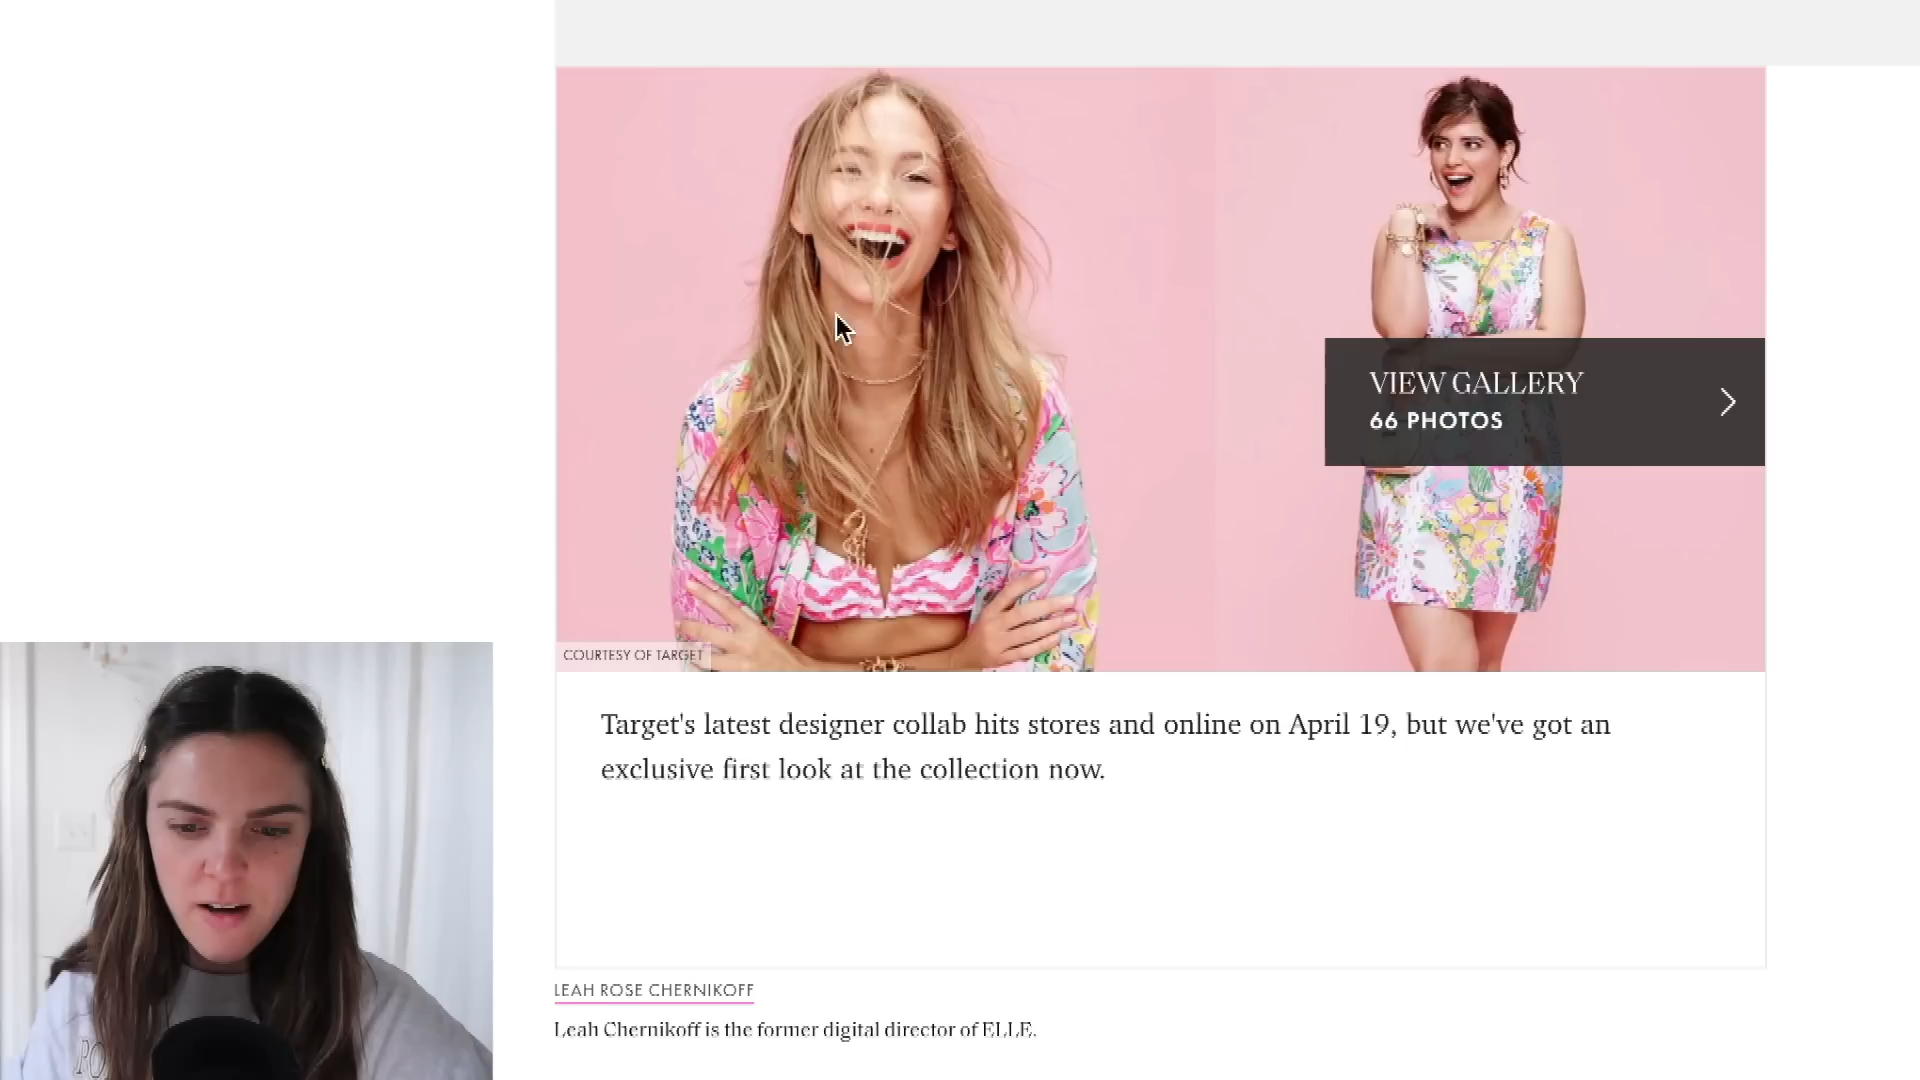 VIEW GALLERY
66 PHOTOS
COURTESY OF TARGET
Target's latest designer collab hits stores and online on April 19, but we've got an
exclusive first look at the collection now.
LEAH ROSE CHERNIKOFF
Leah Chernikoff is the former digital director of ELLE.